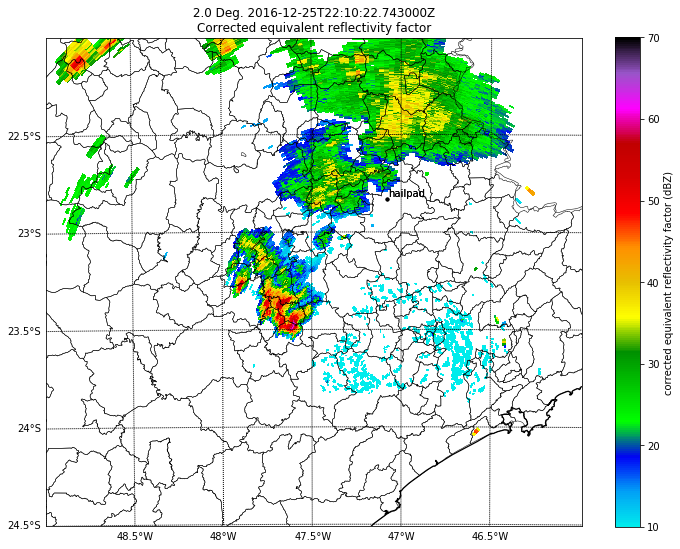 2.0 Deg. 2016-12-25T22:10:22.743000Z
Corrected equivalent reflectivity factor
hailpad
22.5°S
23°S
23.5°S
24°S
24.5°S
48.5°W
48°W
47.5°W
47°W
46.5°W
70
60
50
40
30
20
10
corrected equivalent reflectivity factor (dBZ)